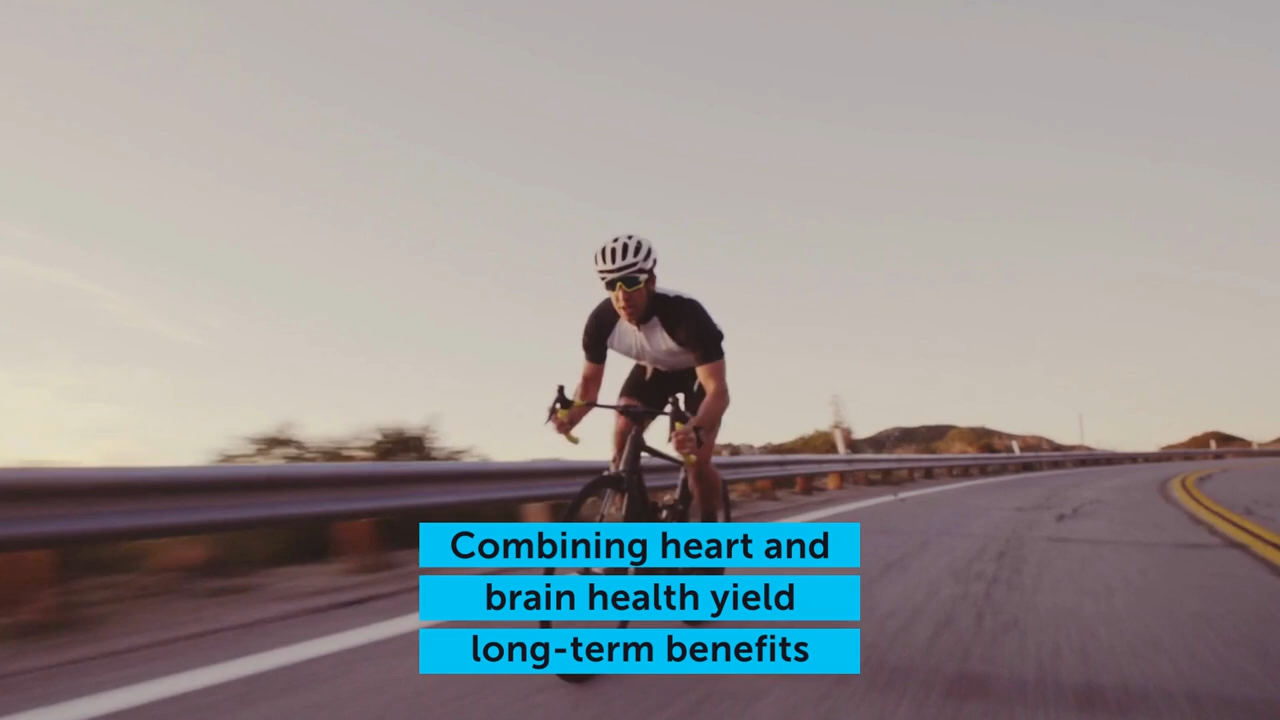 Combining heart and
brain health yield
long-term benefits